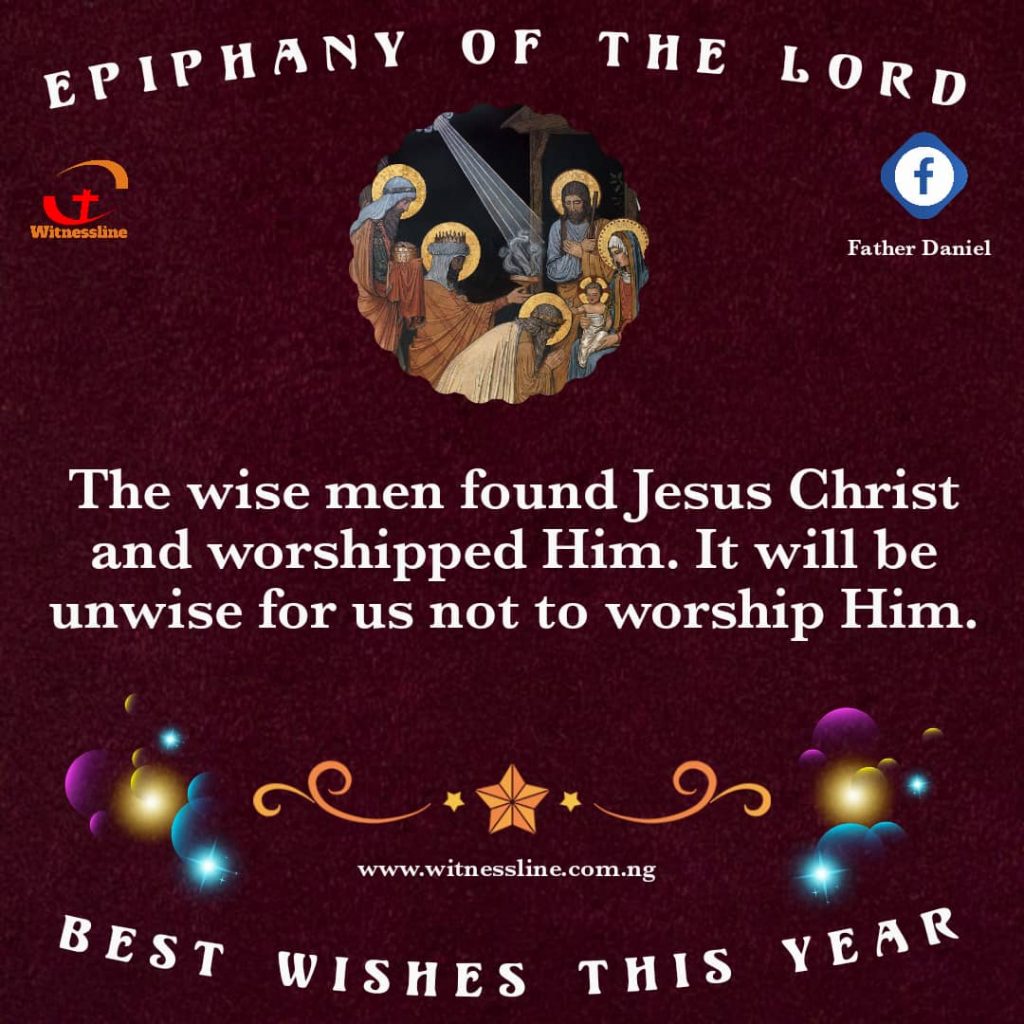 EPIPHANY OF THE LORD
Witnessline
f
Father Daniel
The wise men found Jesus Christ
and worshipped Him. It will be
unwise for us not to worship Him.
www.witnessline.com.ng
BEST WISHES THIS YEAR